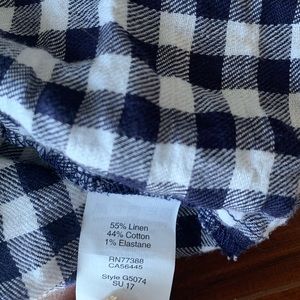 55% Linen
44% Cotton
1% Elastane
RN77388
CA56445
Style G5074
SU 17